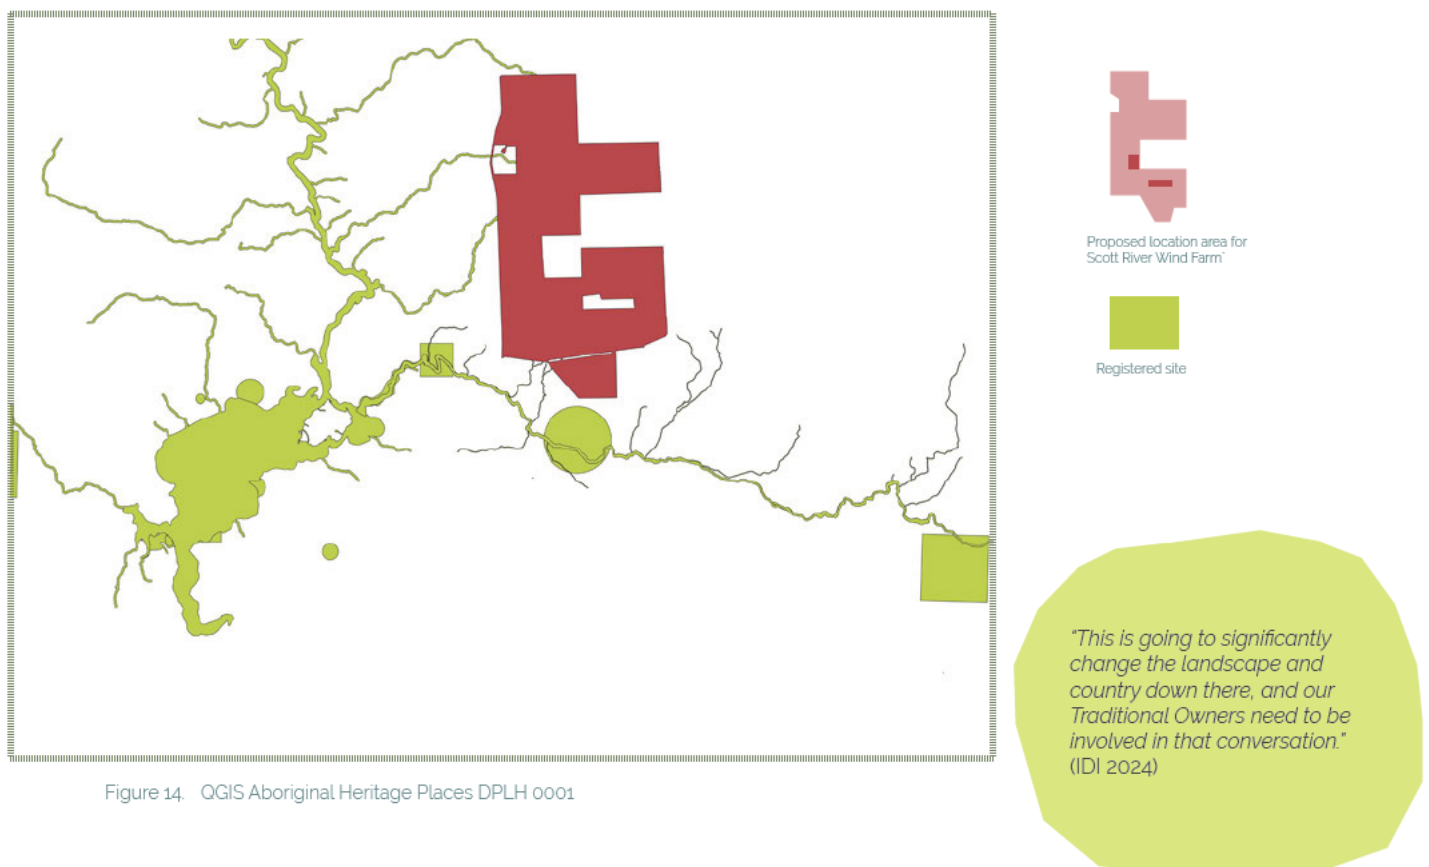 Proposed location area for
Scott River Wind Farm*
Registered site
"This is going to significantly
change the landscape and
country down there, and our
Traditional Owners need to be
involved in that conversation."
(IDI 2024)
Figure 14. QGIS Aboriginal Heritage Places DPLH 0001